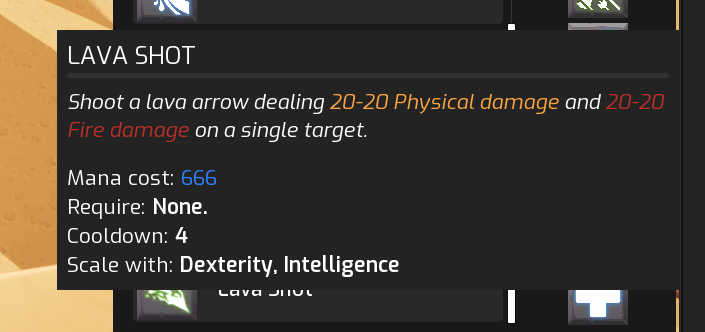 LAVA SHOT
Shoot a lava arrow dealing 20-20 Physical damage and 20-20
Fire damage on a single target.
Mana cost: 666
Require: None.
Cooldown: 4
Scale with: Dexterity, Intelligence
Lava Shot